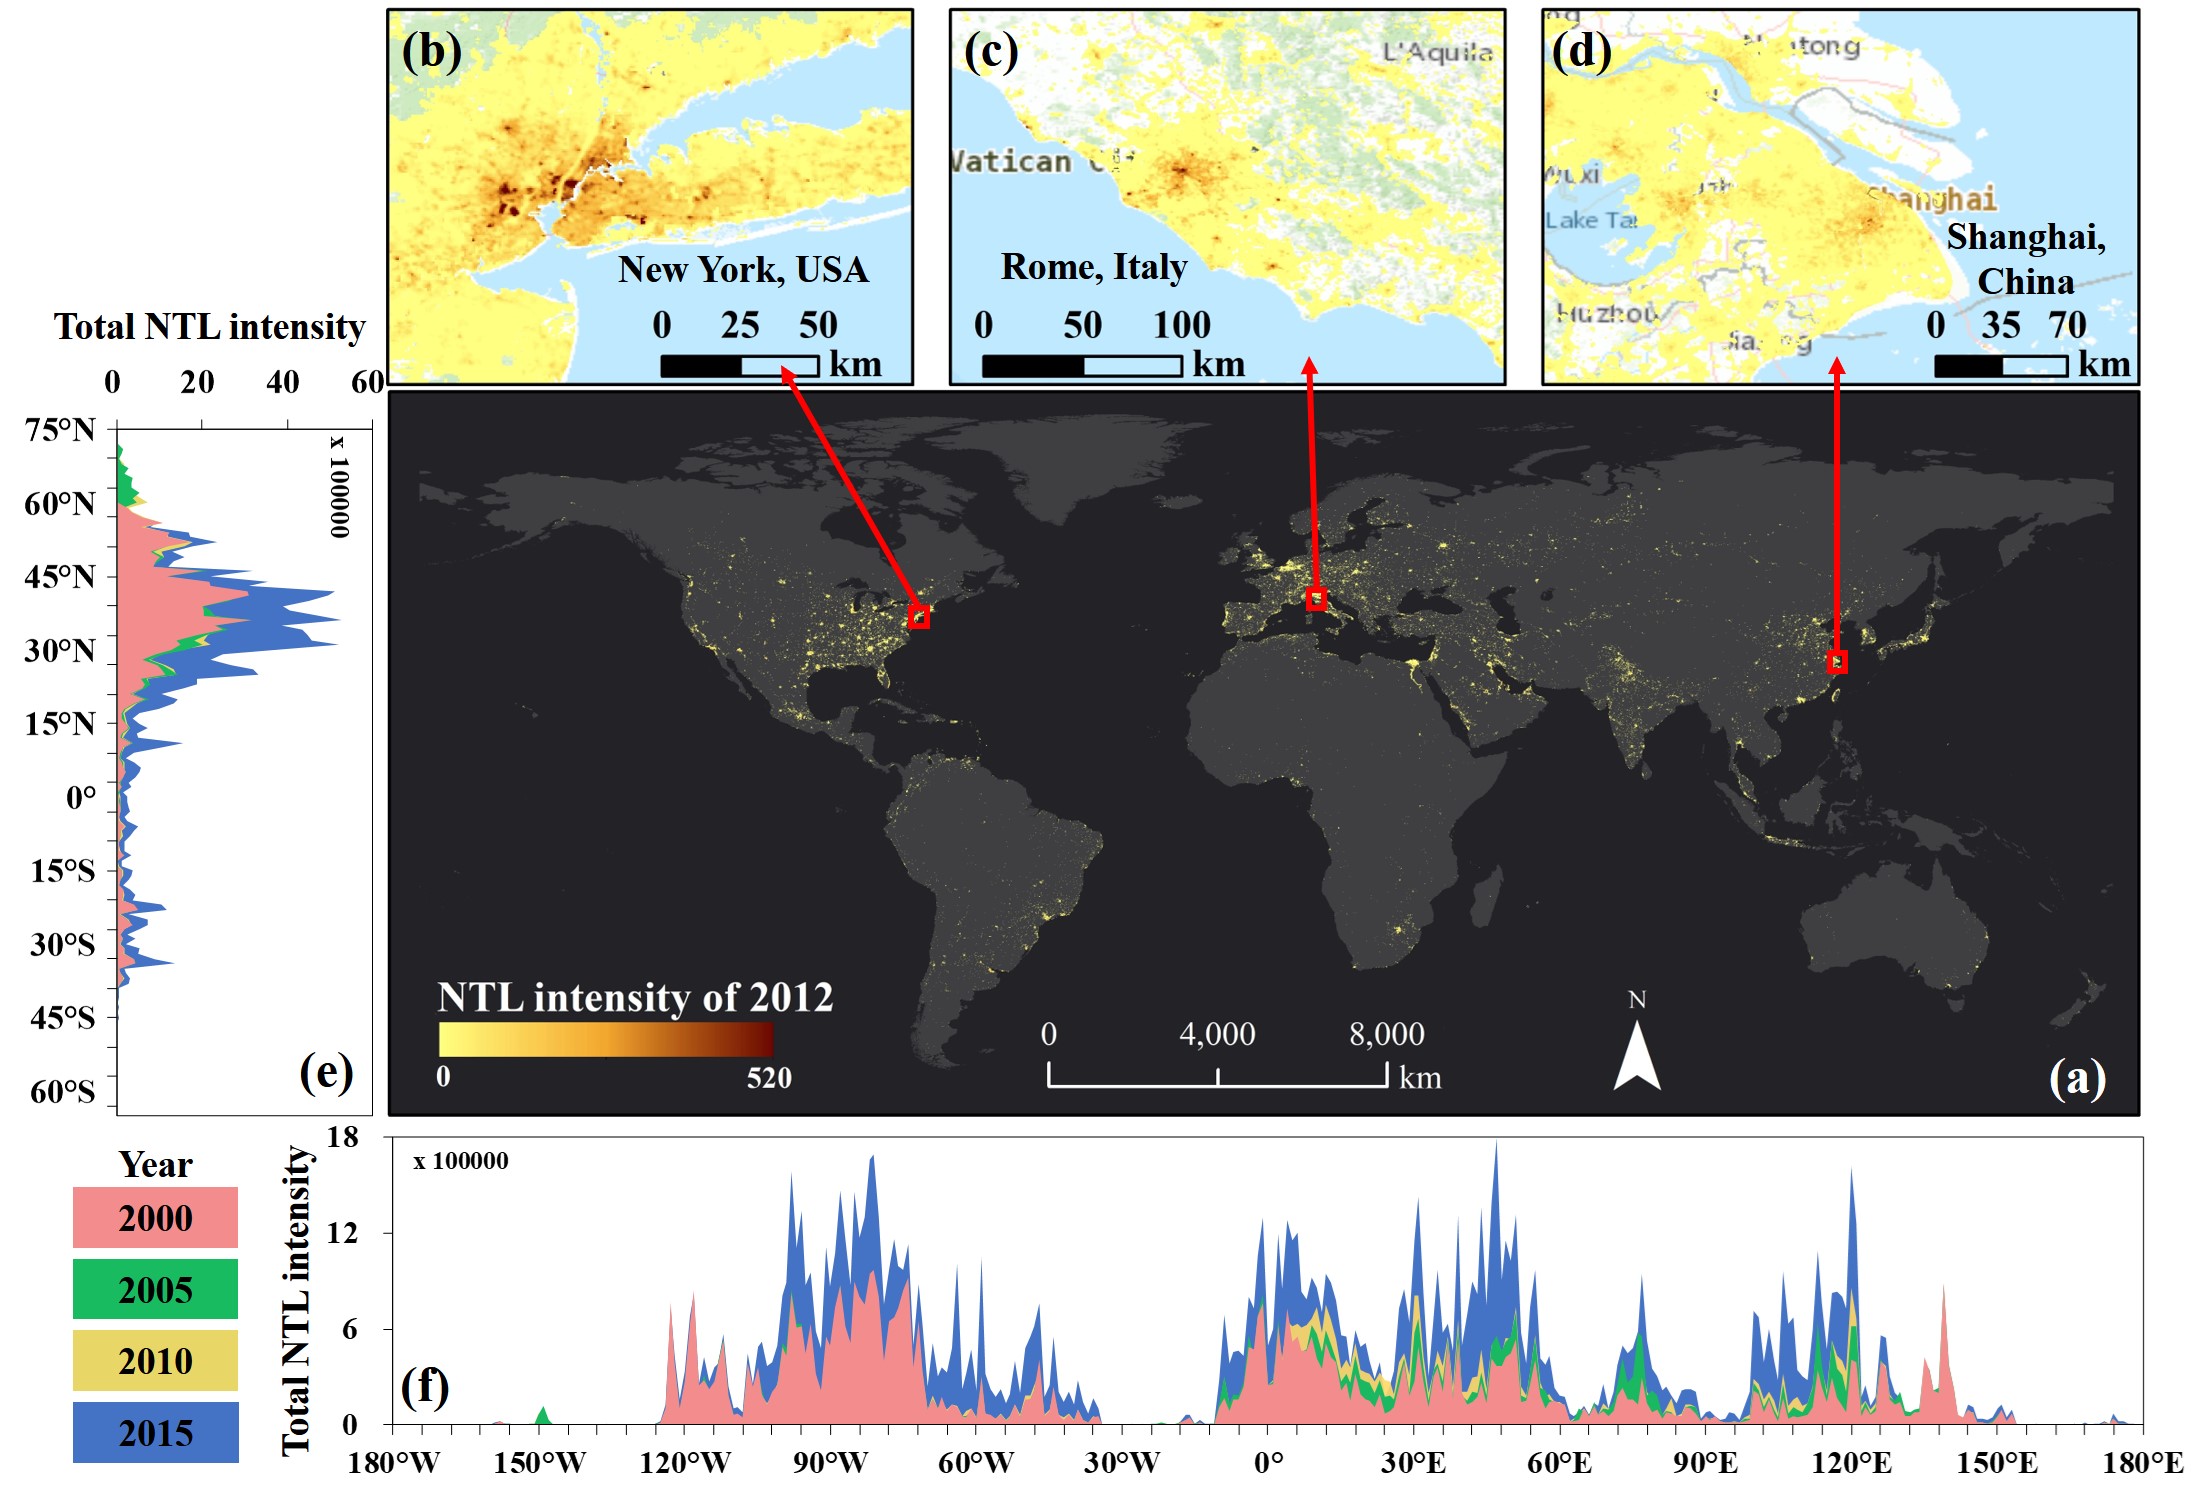 (b)
New York, USA
0 25 50
km
(c)
L'Aquila
Vatican
Rome, Italy
0 50 100
km
(d)
Shanghai
Shanghai,
China
0 35 70
km
Total NTL intensity
0 20 40 60
x 100000
75°N
60°N
45°N
30°N
15°N
0°
15°S
30°S
45°S
60°S
(e)
NTL intensity of 2012
0 520
0 4,000 8,000
km
N
(a)
Year
2000
2005
2010
2015
Total NTL intensity
18
12
6
0
x 100000
(f)
180°W 150°W 120°W 90°W 60°W 30°W 0° 30°E 60°E 90°E 120°E 150°E 180°E